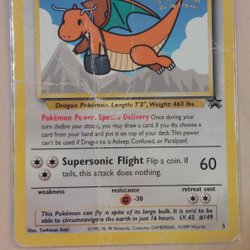 Dragon Pokémon. Length: 7'3", Weight: 463 lbs.
Pokémon Power: Special Delivery Once during your
turn (before your attack), you may draw a card. If you do, choose a
card from your hand and put it on top of your deck. This power can't
be used if Dragonite is Asleep, Confused, or Paralyzed.
Supersonic Flight Flip a coin. If
tails, this attack does nothing.
60
weakness
resistance
retreat cost
-30
This Pokémon can fly in spite of its large bulk. It is said to be
able to circumnavigate the earth in just 16 hours. LV. 43 #149
Illus. Toshinao Aoki
5